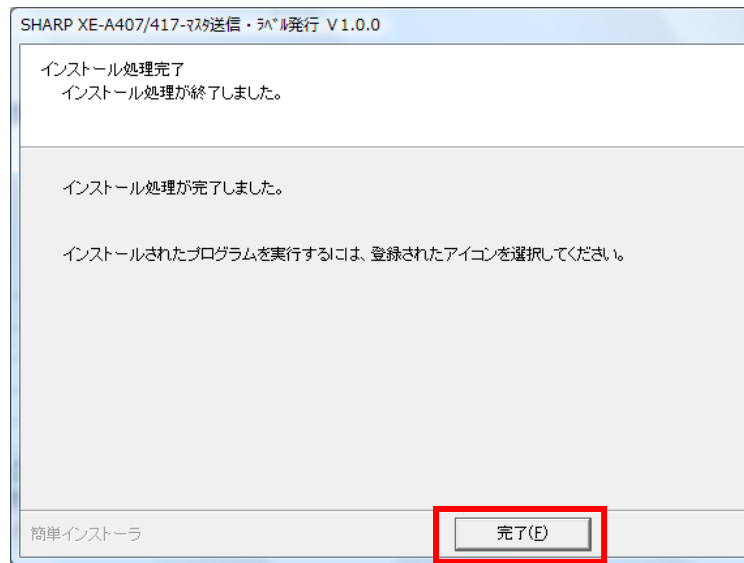 SHARP XE-A407/417-ﾏｽﾀ送信・ﾗﾍﾞﾙ発行 V1.0.0
インストール処理完了
インストール処理が終了しました。
インストール処理が完了しました。
インストールされたプログラムを実行するには、登録されたアイコンを選択してください。
簡単インストーラ
完了(F)